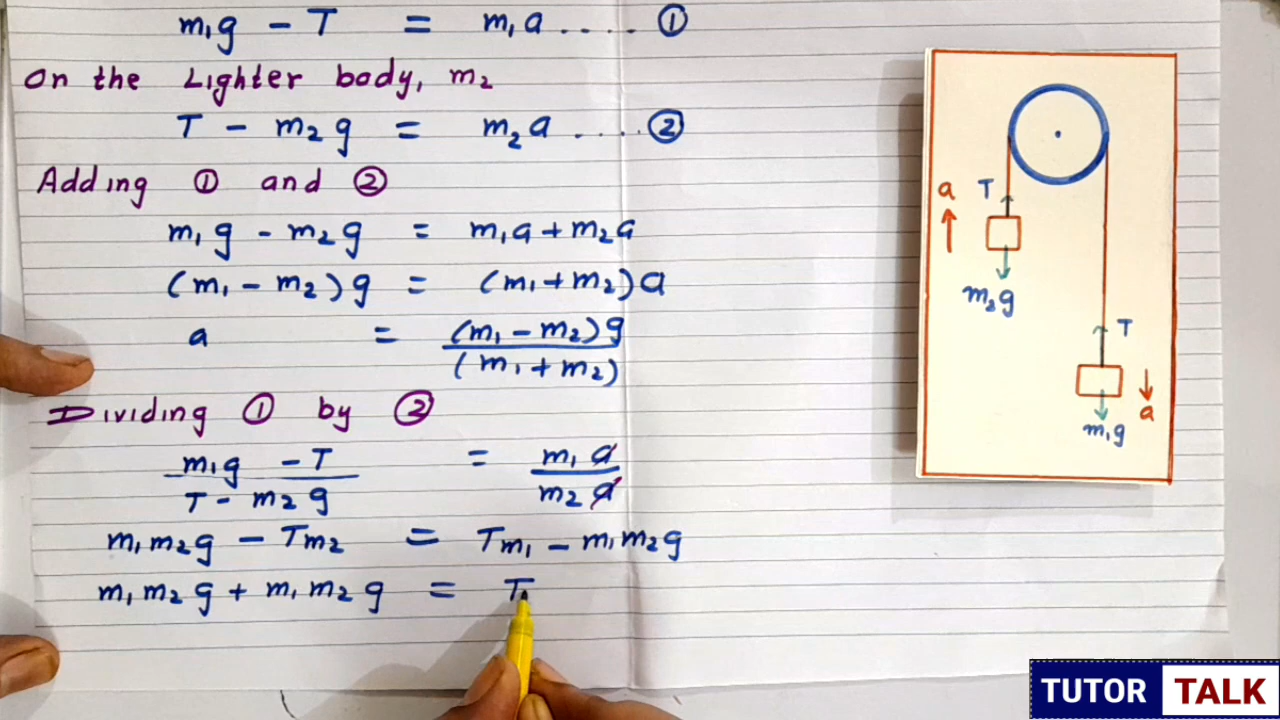 m₁g - T = m₁a .... ①
On the Lighter body, m₂
T - m₂g = m₂a .... ②
Adding ① and ②
m₁g - m₂g = m₁a + m₂a
(m₁ - m₂)g = (m₁ + m₂)a
a = (m₁ - m₂)g / (m₁ + m₂)
Dividing ① by ②
m₁g - T / T - m₂g = m₁a / m₂a
m₁m₂g - Tm₂ = Tm₁ - m₁m₂g
m₁m₂g + m₁m₂g = T
a T
m₂g
T
a
m₁g
TUTOR TALK